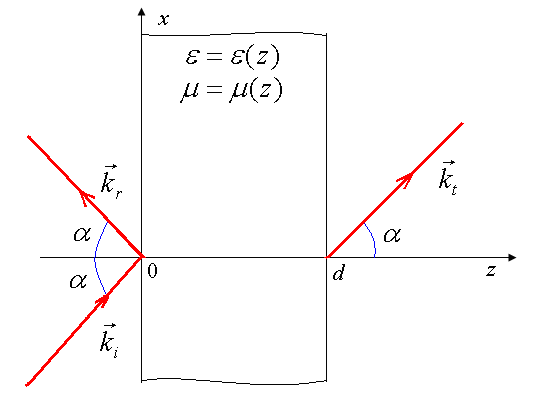 x
ε = ε(z)
μ = μ(z)
k⃗ᵣ
k⃗ₜ
α
α
α
0
d
z
k⃗ᵢ